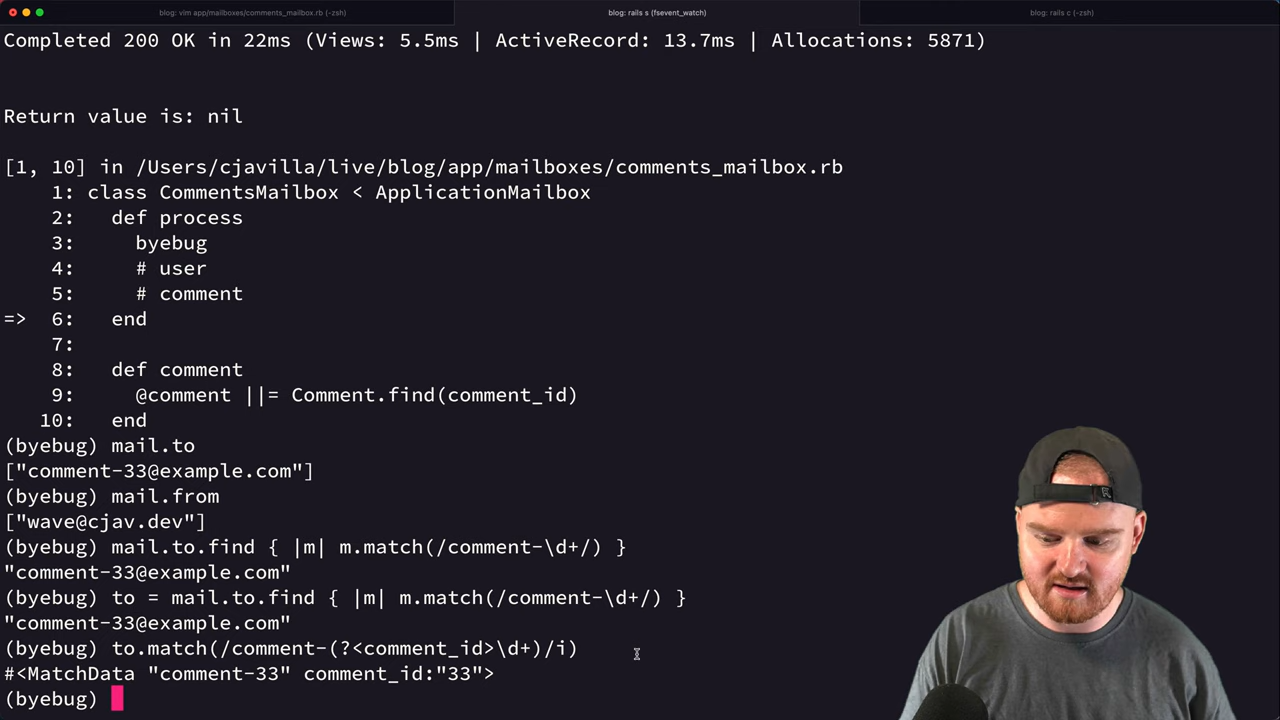 blog: vim app/mailboxes/comments_mailbox.rb (-zsh)
blog: rails s (fsevent_watch)
blog: rails c (-zsh)
Completed 200 OK in 22ms (Views: 5.5ms | ActiveRecord: 13.7ms | Allocations: 5871)
Return value is: nil
[1, 10] in /Users/cjavilla/live/blog/app/mailboxes/comments_mailbox.rb
1: class CommentsMailbox < ApplicationMailbox
2: def process
3: byebug
4: # user
5: # comment
=> 6: end
7:
8: def comment
9: @comment ||= Comment.find(comment_id)
10: end
(byebug) mail.to
["comment-33@example.com"]
(byebug) mail.from
["wave@cjav.dev"]
(byebug) mail.to.find { |m| m.match(/comment-\d+/) }
"comment-33@example.com"
(byebug) to = mail.to.find { |m| m.match(/comment-\d+/) }
"comment-33@example.com"
(byebug) to.match(/comment-(?<comment_id>\d+)/i)
#<MatchData "comment-33" comment_id:"33">
(byebug)